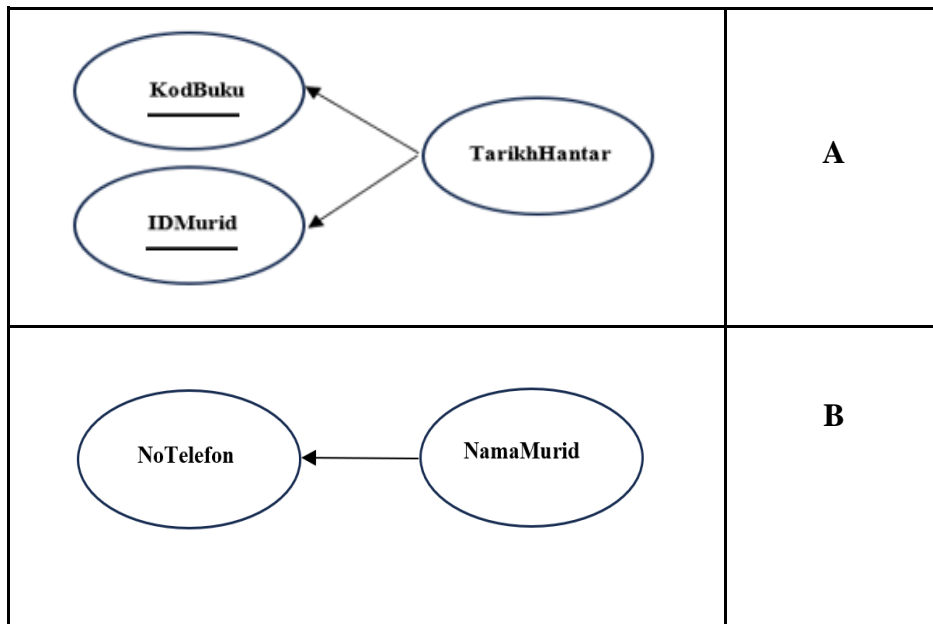 KodBuku
TarikhHantar
A
IDMurid
NoTelefon
NamaMurid
B